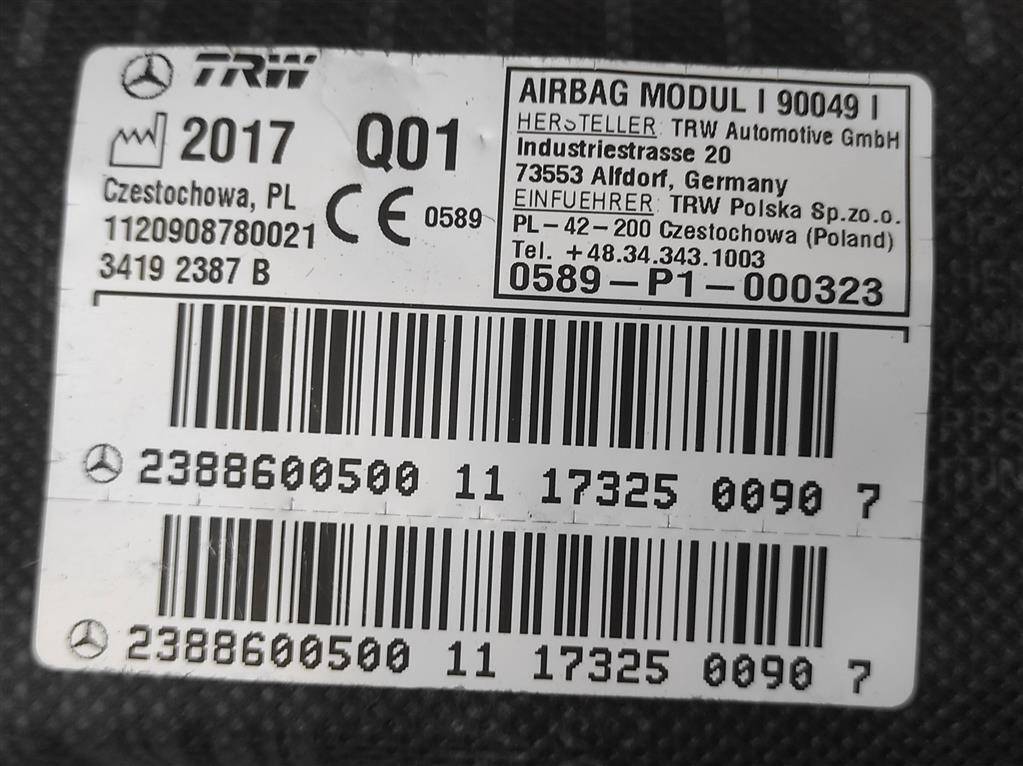 TRW
2017 Q01
Czestochowa, PL
1120908780021
CE 0589
34192387 B
AIRBAG MODUL I 90049 I
HERSTELLER: TRW Automotive GmbH
Industriestrasse 20
73553 Alfdorf, Germany
EINFUEHRER: TRW Polska Sp.zo.o.
PL-42-200 Czestochowa (Poland)
Tel. +48.34.343.1003
0589-P1-000323
2388600500 11 17325 0090 7
2388600500 11 17325 0090 7